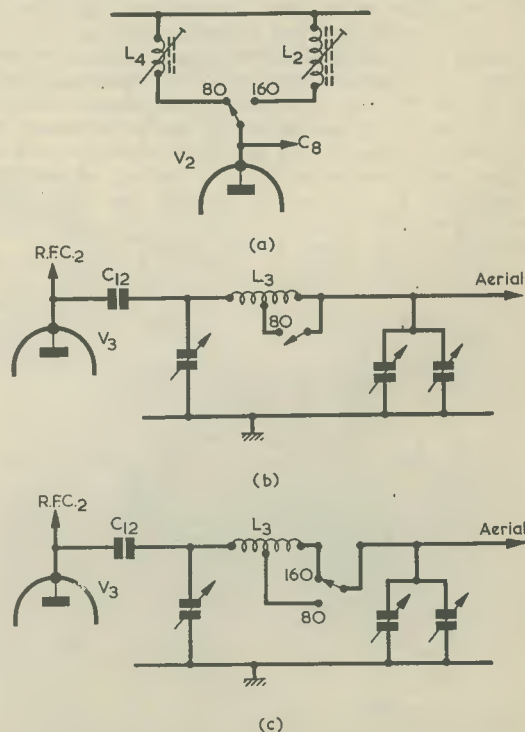 L4
L2
80
160
C8
V2
(a)
R.F.C.2
C12
L3
Aerial
80
V3
(b)
R.F.C.2
C12
L3
Aerial
160
V3
80
(c)